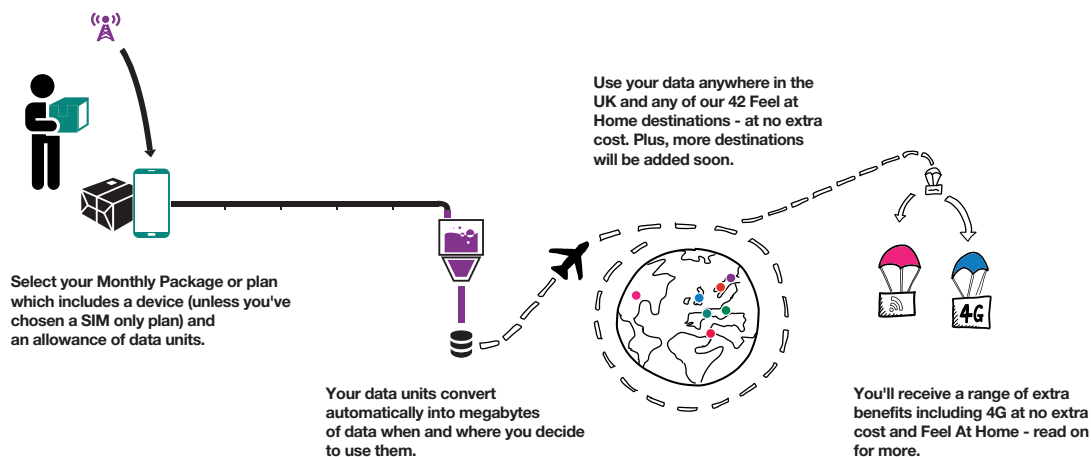 Select your Monthly Package or plan
which includes a device (unless you've
chosen a SIM only plan) and
an allowance of data units.
Your data units convert
automatically into megabytes
of data when and where you decide
to use them.
Use your data anywhere in the
UK and any of our 42 Feel at
Home destinations - at no extra
cost. Plus, more destinations
will be added soon.
4G
You'll receive a range of extra
benefits including 4G at no extra
cost and Feel At Home - read on
for more.